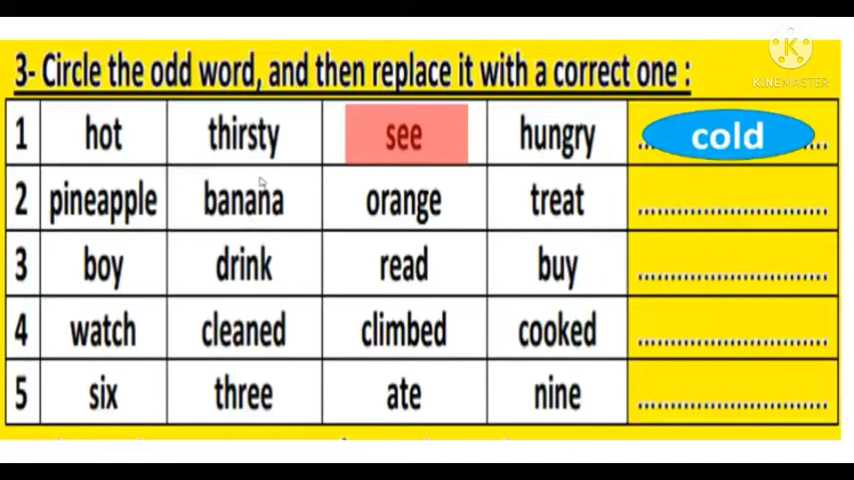 3- Circle the odd word, and then replace it with a correct one :
KINEMASTER
1 hot thirsty see hungry cold
2 pineapple banana orange treat ........................
3 boy drink read buy ........................
4 watch cleaned climbed cooked ........................
5 six three ate nine ........................